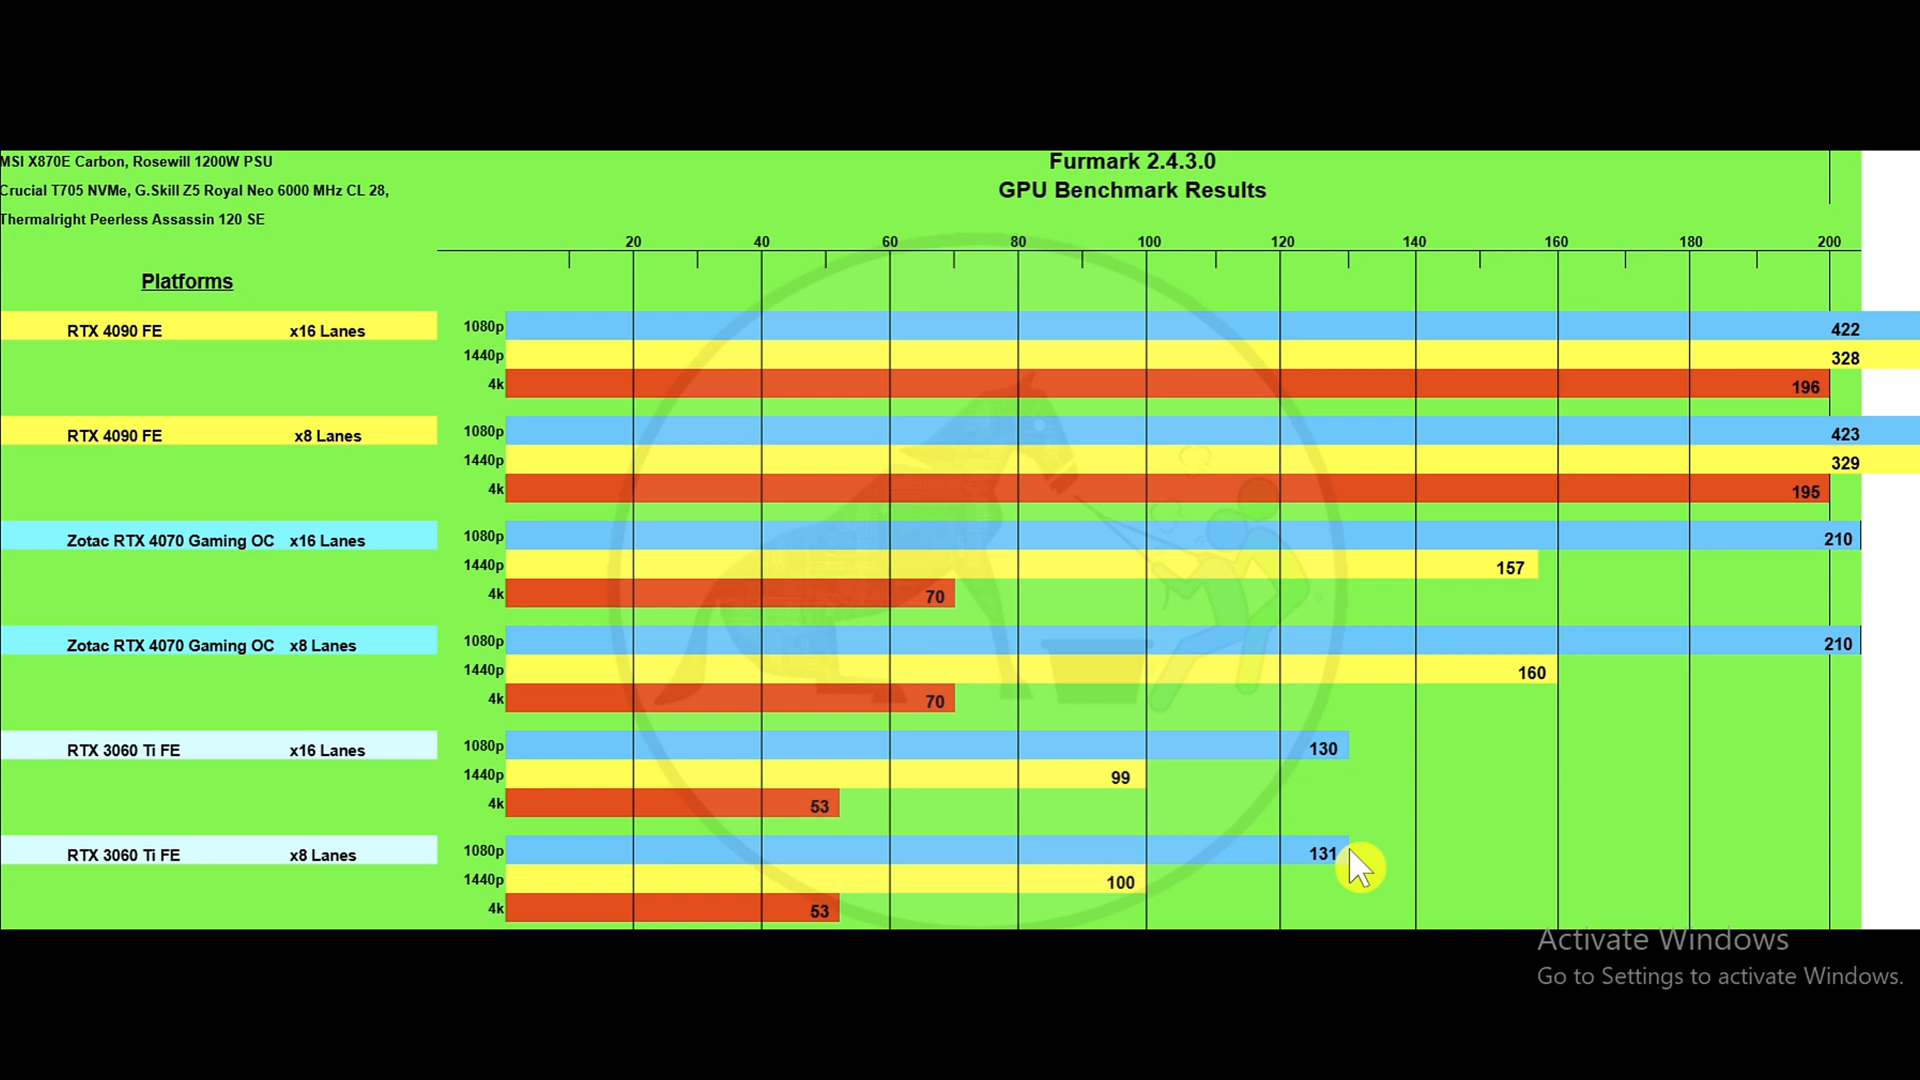 MSI X870E Carbon, Rosewill 1200W PSU
Furmark 2.4.3.0
Crucial T705 NVMe, G.Skill Z5 Royal Neo 6000 MHz CL 28,
GPU Benchmark Results
Thermalright Peerless Assassin 120 SE
20 40 60 80 100 120 140 160 180 200
Platforms
RTX 4090 FE x16 Lanes 1080p 422
1440p 328
4k 196
RTX 4090 FE x8 Lanes 1080p 423
1440p 329
4k 195
Zotac RTX 4070 Gaming OC x16 Lanes 1080p 210
1440p 157
4k 70
Zotac RTX 4070 Gaming OC x8 Lanes 1080p 210
1440p 160
4k 70
RTX 3060 Ti FE x16 Lanes 1080p 130
1440p 99
4k 53
RTX 3060 Ti FE x8 Lanes 1080p 131
1440p 100
4k 53
Activate Windows
Go to Settings to activate Windows.